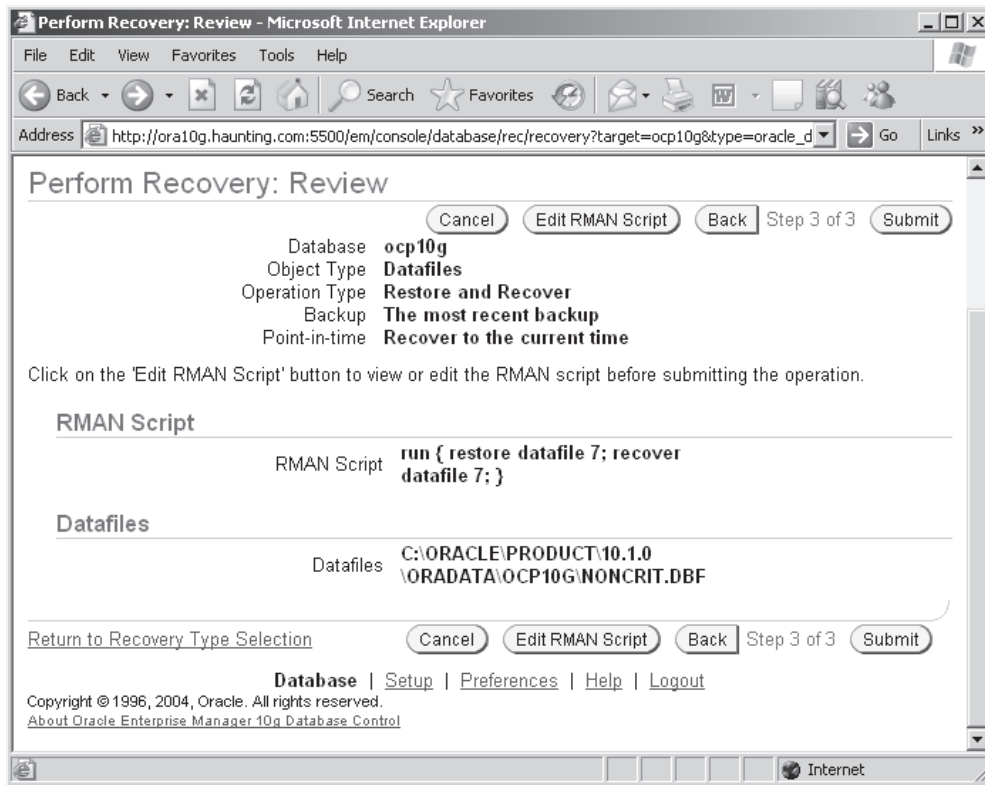 Perform Recovery: Review - Microsoft Internet Explorer
File Edit View Favorites Tools Help
Back Search Favorites
Address http://ora10g.haunting.com:5500/em/console/database/rec/recovery?target=ocp10g&type=oracle_d Go Links »
Perform Recovery: Review
Cancel Edit RMAN Script Back Step 3 of 3 Submit
Database ocp10g
Object Type Datafiles
Operation Type Restore and Recover
Backup The most recent backup
Point-in-time Recover to the current time
Click on the 'Edit RMAN Script' button to view or edit the RMAN script before submitting the operation.
RMAN Script
RMAN Script run { restore datafile 7; recover
datafile 7; }
Datafiles
Datafiles C:\ORACLE\PRODUCT\10.1.0
\ORADATA\OCP10G\NONCRIT.DBF
Return to Recovery Type Selection Cancel Edit RMAN Script Back Step 3 of 3 Submit
Database | Setup | Preferences | Help | Logout
Copyright © 1996, 2004, Oracle. All rights reserved.
About Oracle Enterprise Manager 10g Database Control
Internet